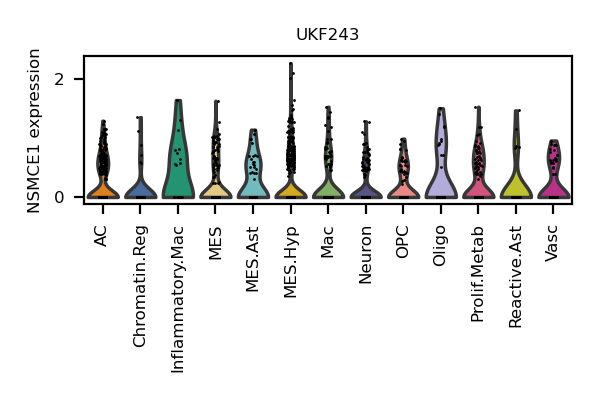 UKF243
NSMCE1 expression
2
0
AC
Chromatin.Reg
Inflammatory.Mac
MES
MES.Ast
MES.Hyp
Mac
Neuron
OPC
Oligo
Prolif.Metab
Reactive.Ast
Vasc